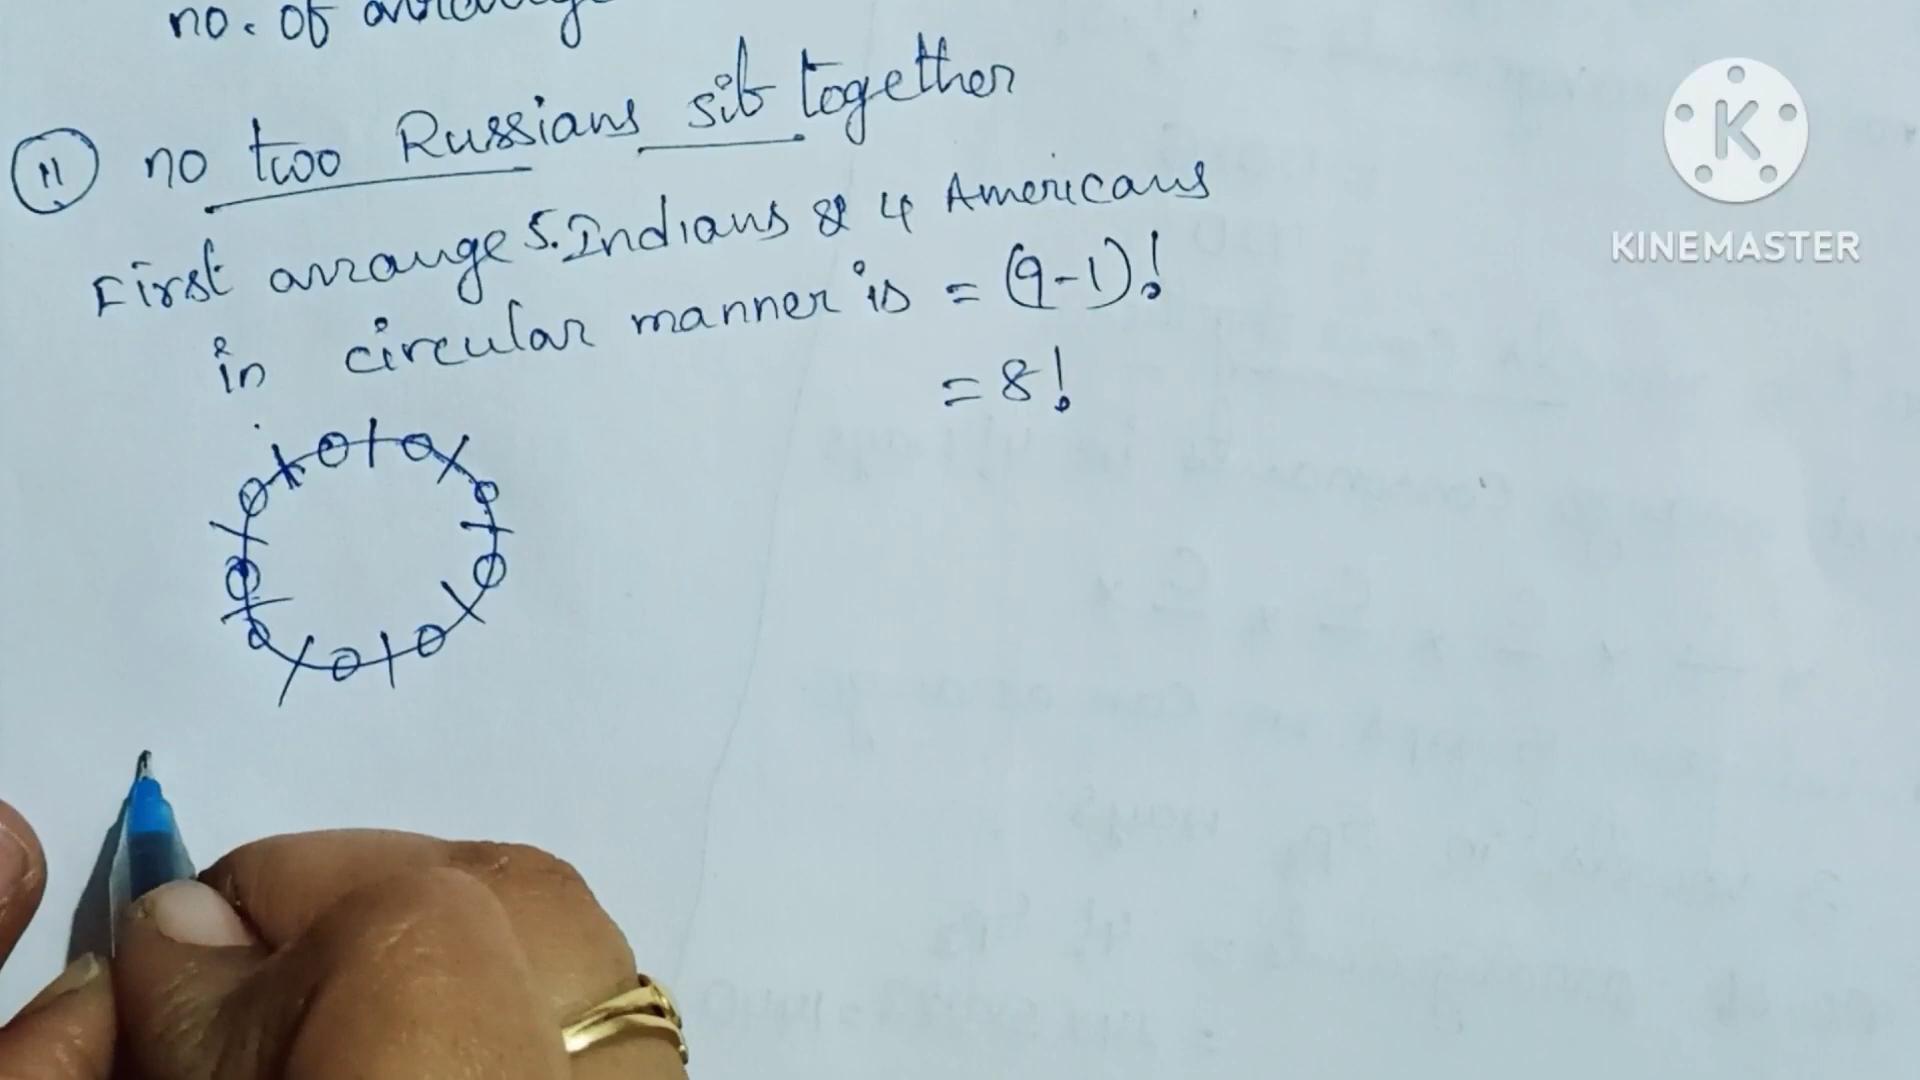 no. of
(ii) no two Russians sit together
First arrange 5 Indians & 4 Americans
in circular manner is = (9-1)!
= 8!
K
KINEMASTER